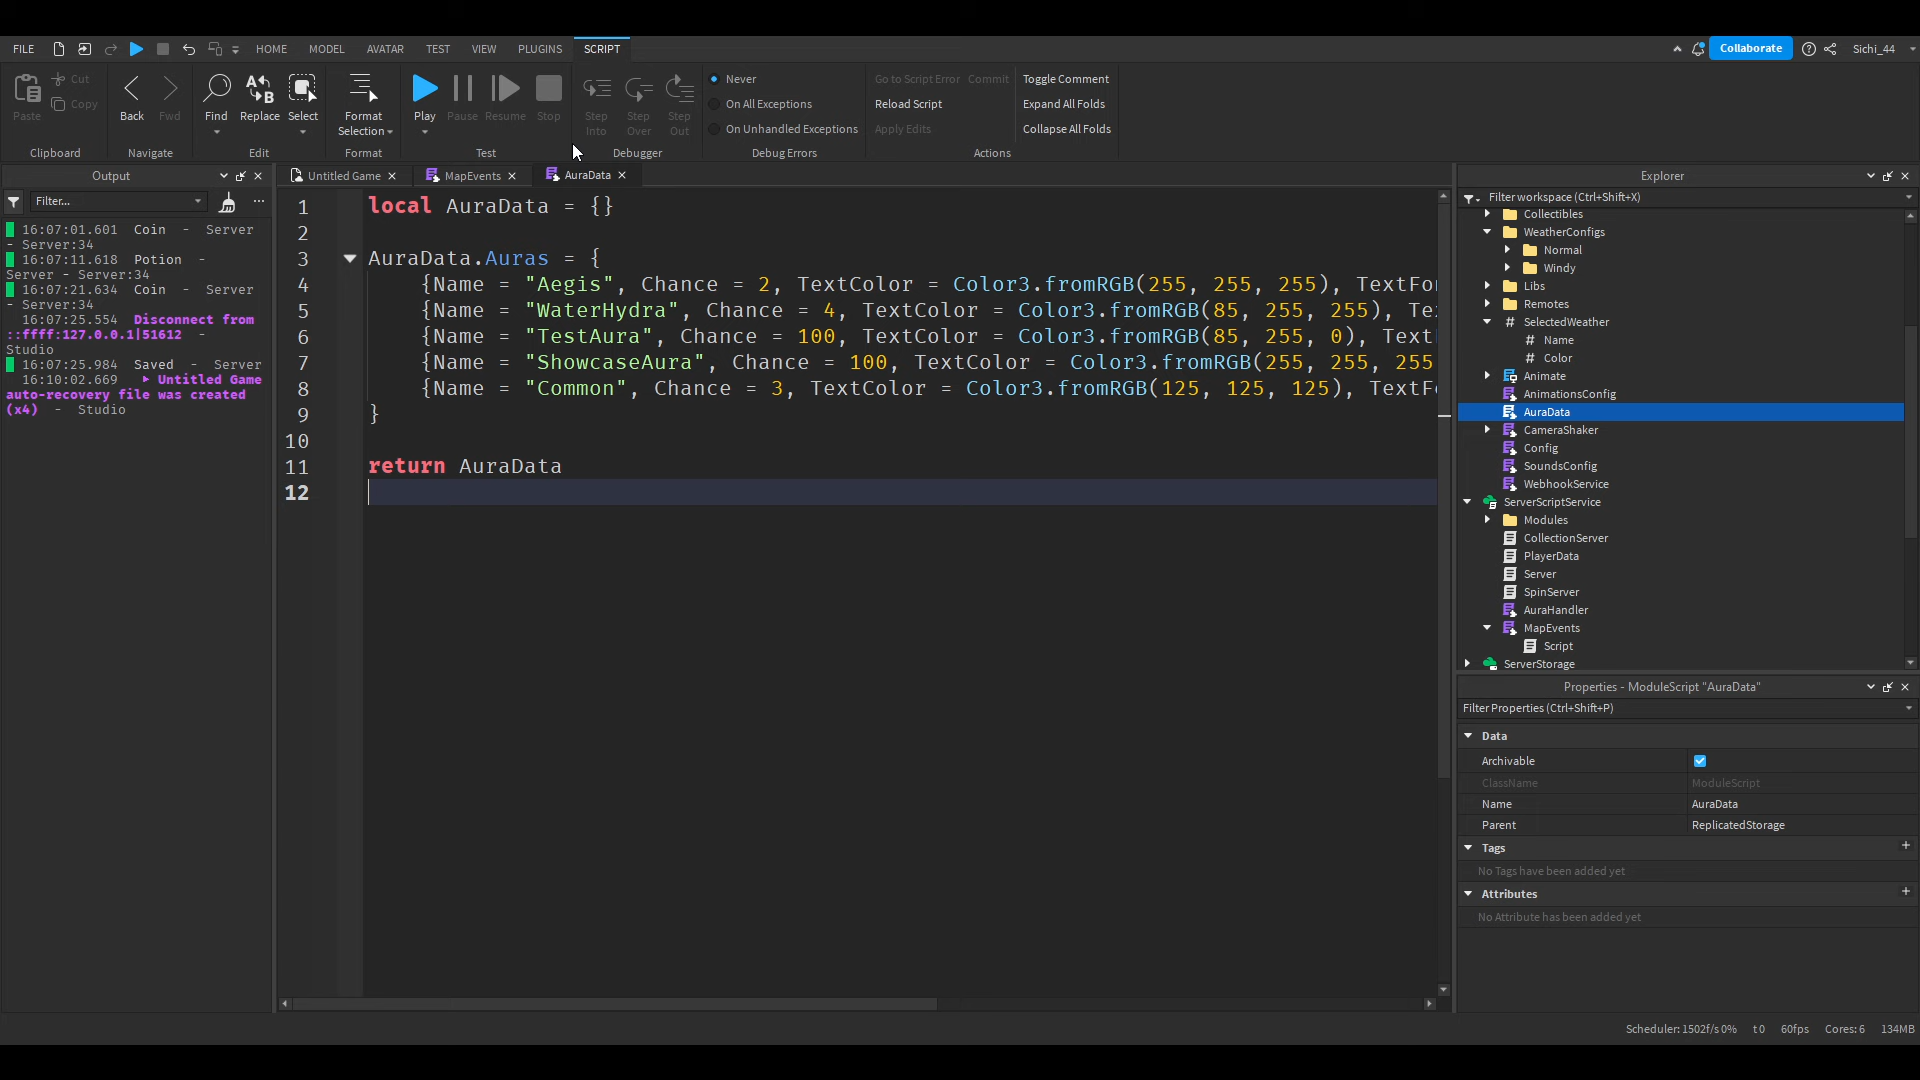 FILE HOME MODEL AVATAR TEST VIEW PLUGINS SCRIPT Collaborate Sichi_44
Paste Cut Copy
Clipboard
Back Fwd
Navigate
Find Replace Select
Edit
Format Selection
Format
Play Pause Resume Stop
Test
Step Into Step Over Step Out
Debugger
Never
On All Exceptions
On Unhandled Exceptions
Debug Errors
Go to Script Error Commit Toggle Comment
Reload Script Expand All Folds
Apply Edits Collapse All Folds
Actions
Output
Filter...
16:07:01.601 Coin - Server
- Server:34
16:07:11.618 Potion -
Server - Server:34
16:07:21.634 Coin - Server
- Server:34
16:07:25.554 Disconnect from
::ffff:127.0.0.1|51612 -
Studio
16:07:25.984 Saved - Server
16:10:02.669 Untitled Game
auto-recovery file was created
(x4) - Studio
Untitled Game MapEvents AuraData
1 local AuraData = {}
2
3 AuraData.Auras = {
4 {Name = "Aegis", Chance = 2, TextColor = Color3.fromRGB(255, 255, 255), TextFo
5 {Name = "WaterHydra", Chance = 4, TextColor = Color3.fromRGB(85, 255, 255), Te
6 {Name = "TestAura", Chance = 100, TextColor = Color3.fromRGB(85, 255, 0), Text
7 {Name = "ShowcaseAura", Chance = 100, TextColor = Color3.fromRGB(255, 255, 255
8 {Name = "Common", Chance = 3, TextColor = Color3.fromRGB(125, 125, 125), TextF
9 }
10
11 return AuraData
12
Explorer
Filter workspace (Ctrl+Shift+X)
Collectibles
WeatherConfigs
Normal
Windy
Libs
Remotes
SelectedWeather
Name
Color
Animate
AnimationsConfig
AuraData
CameraShaker
Config
SoundsConfig
WebhookService
ServerScriptService
Modules
CollectionServer
PlayerData
Server
SpinServer
AuraHandler
MapEvents
Script
ServerStorage
Properties - ModuleScript "AuraData"
Filter Properties (Ctrl+Shift+P)
Data
Archivable
ClassName ModuleScript
Name AuraData
Parent ReplicatedStorage
Tags
No Tags have been added yet
Attributes
No Attribute has been added yet
Scheduler: 1502f/s 0% t 0 60fps Cores: 6 134MB